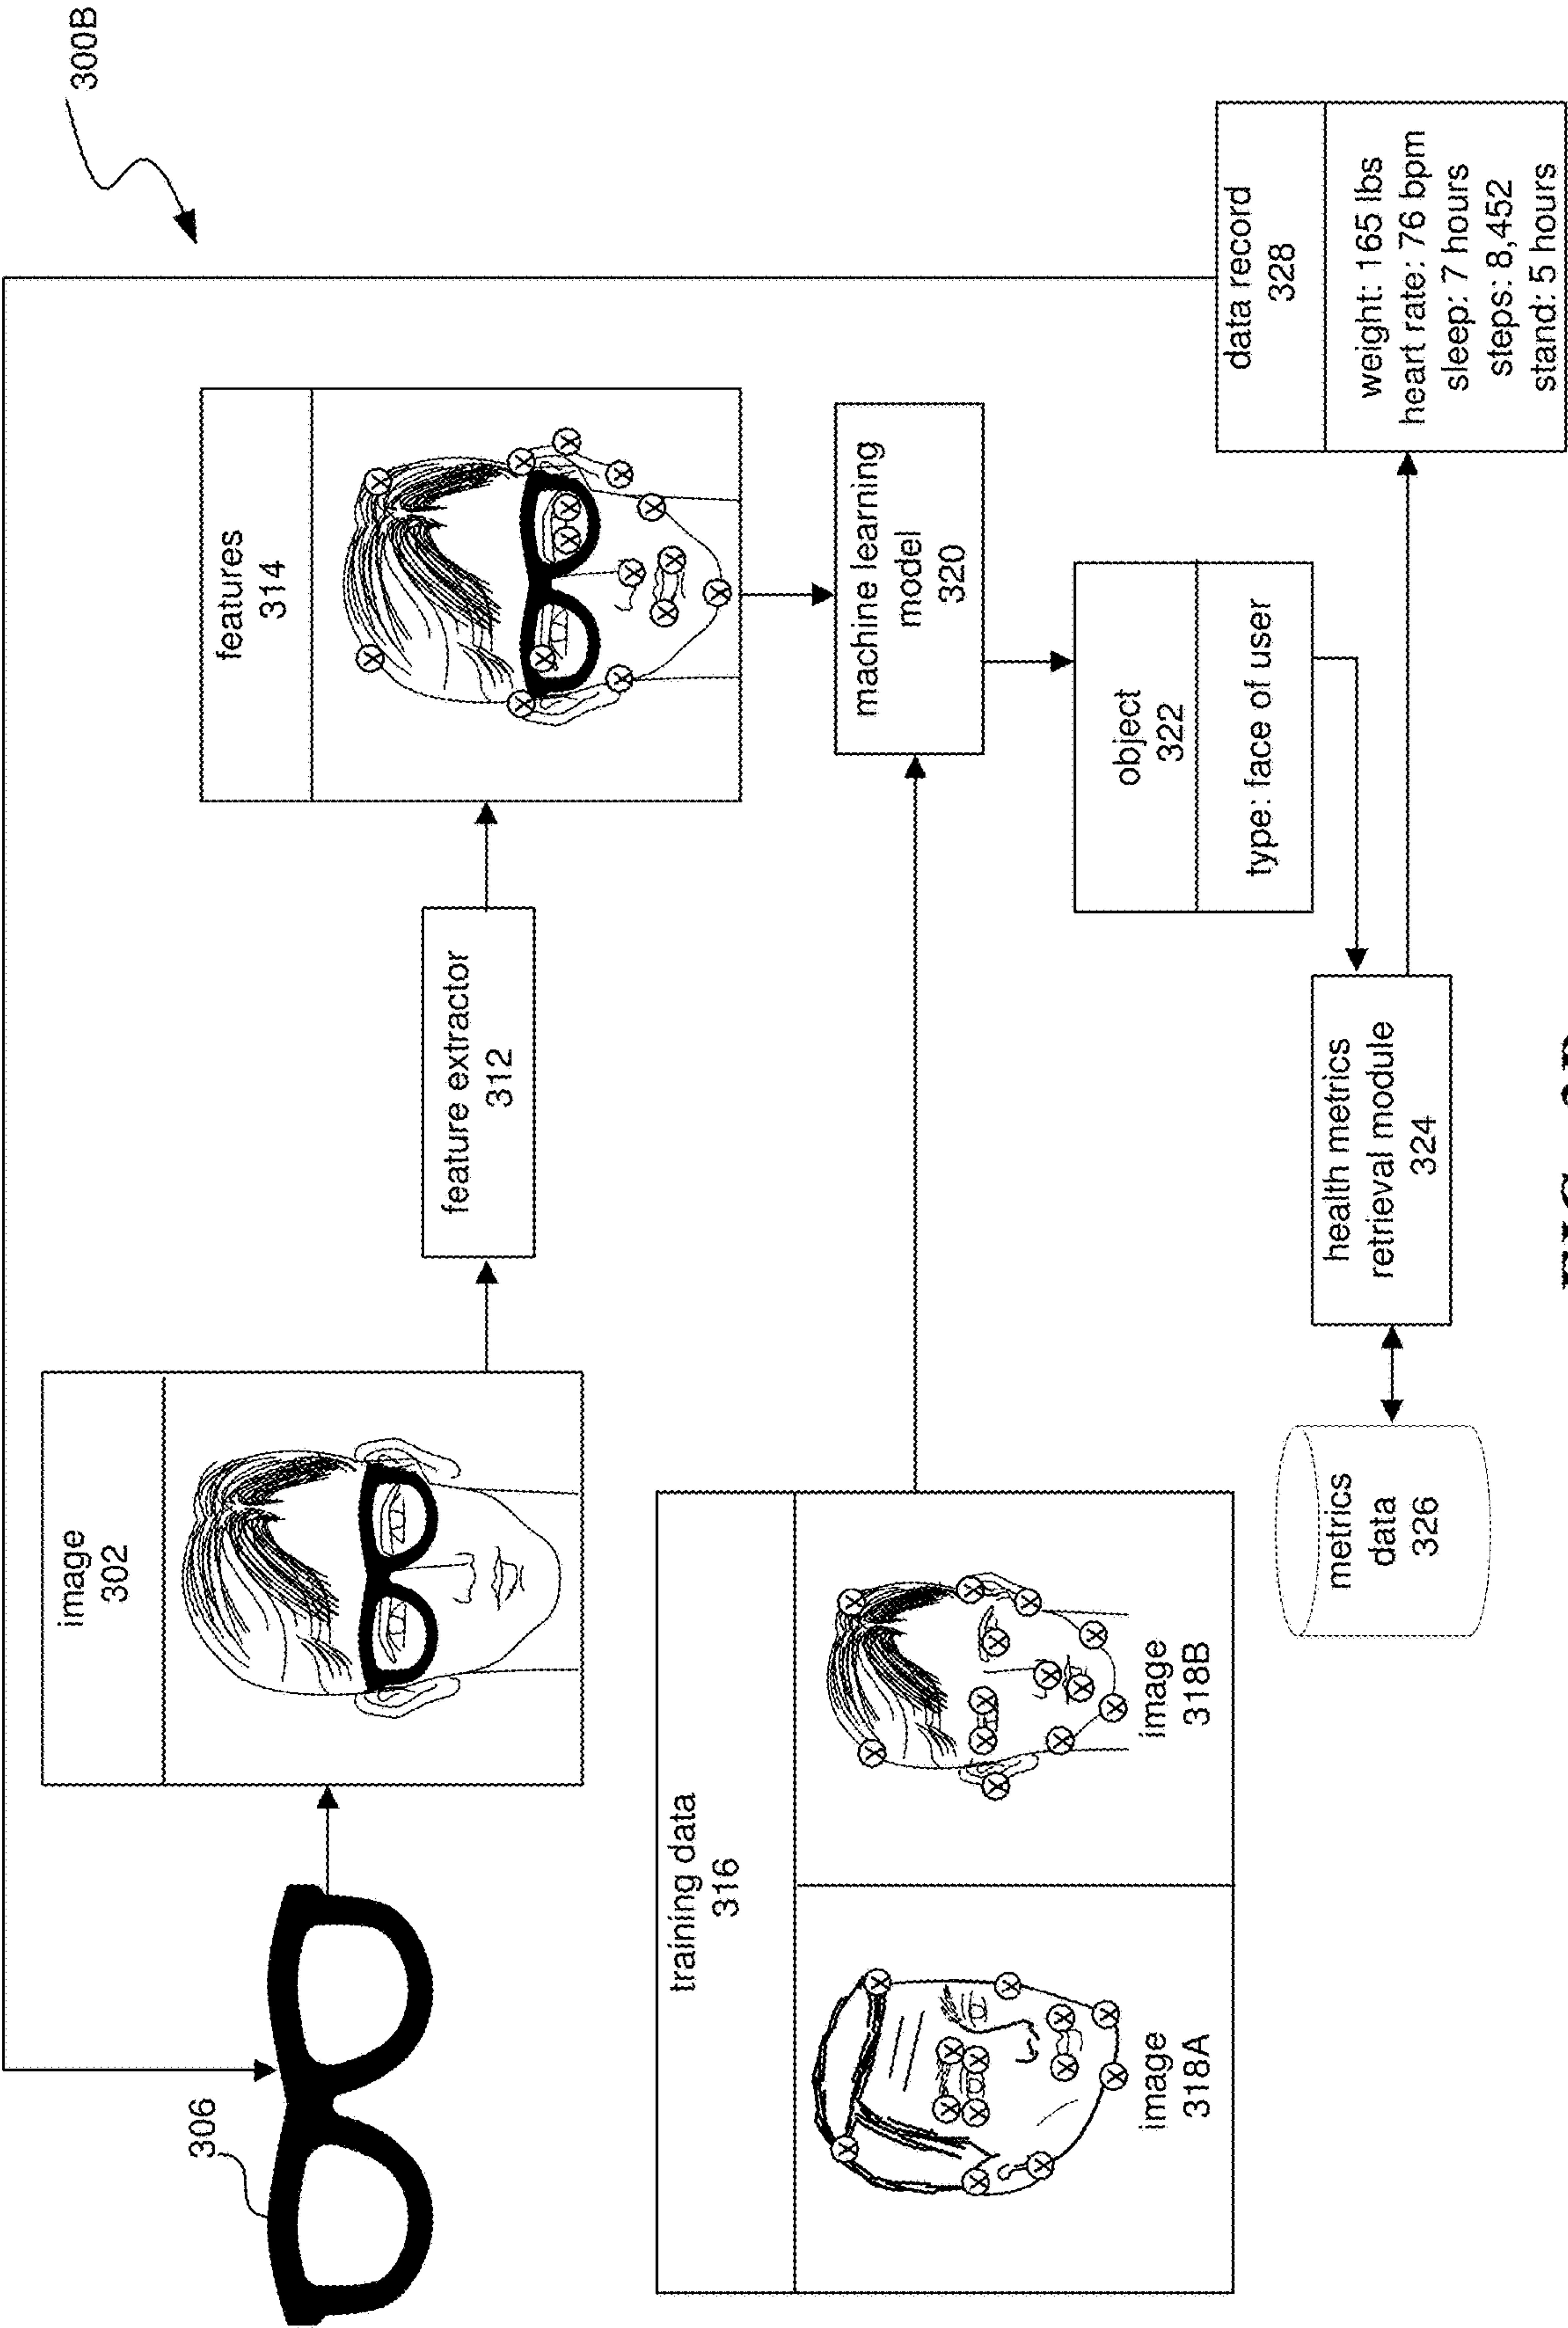 300B
306
image
302
feature extractor
312
features
314
training data
316
image
318A
image
318B
machine learning
model
320
object
322
type: face of user
metrics
data
326
health metrics
retrieval module
324
data record
328
weight: 165 lbs
heart rate: 76 bpm
sleep: 7 hours
steps: 8,452
stand: 5 hours